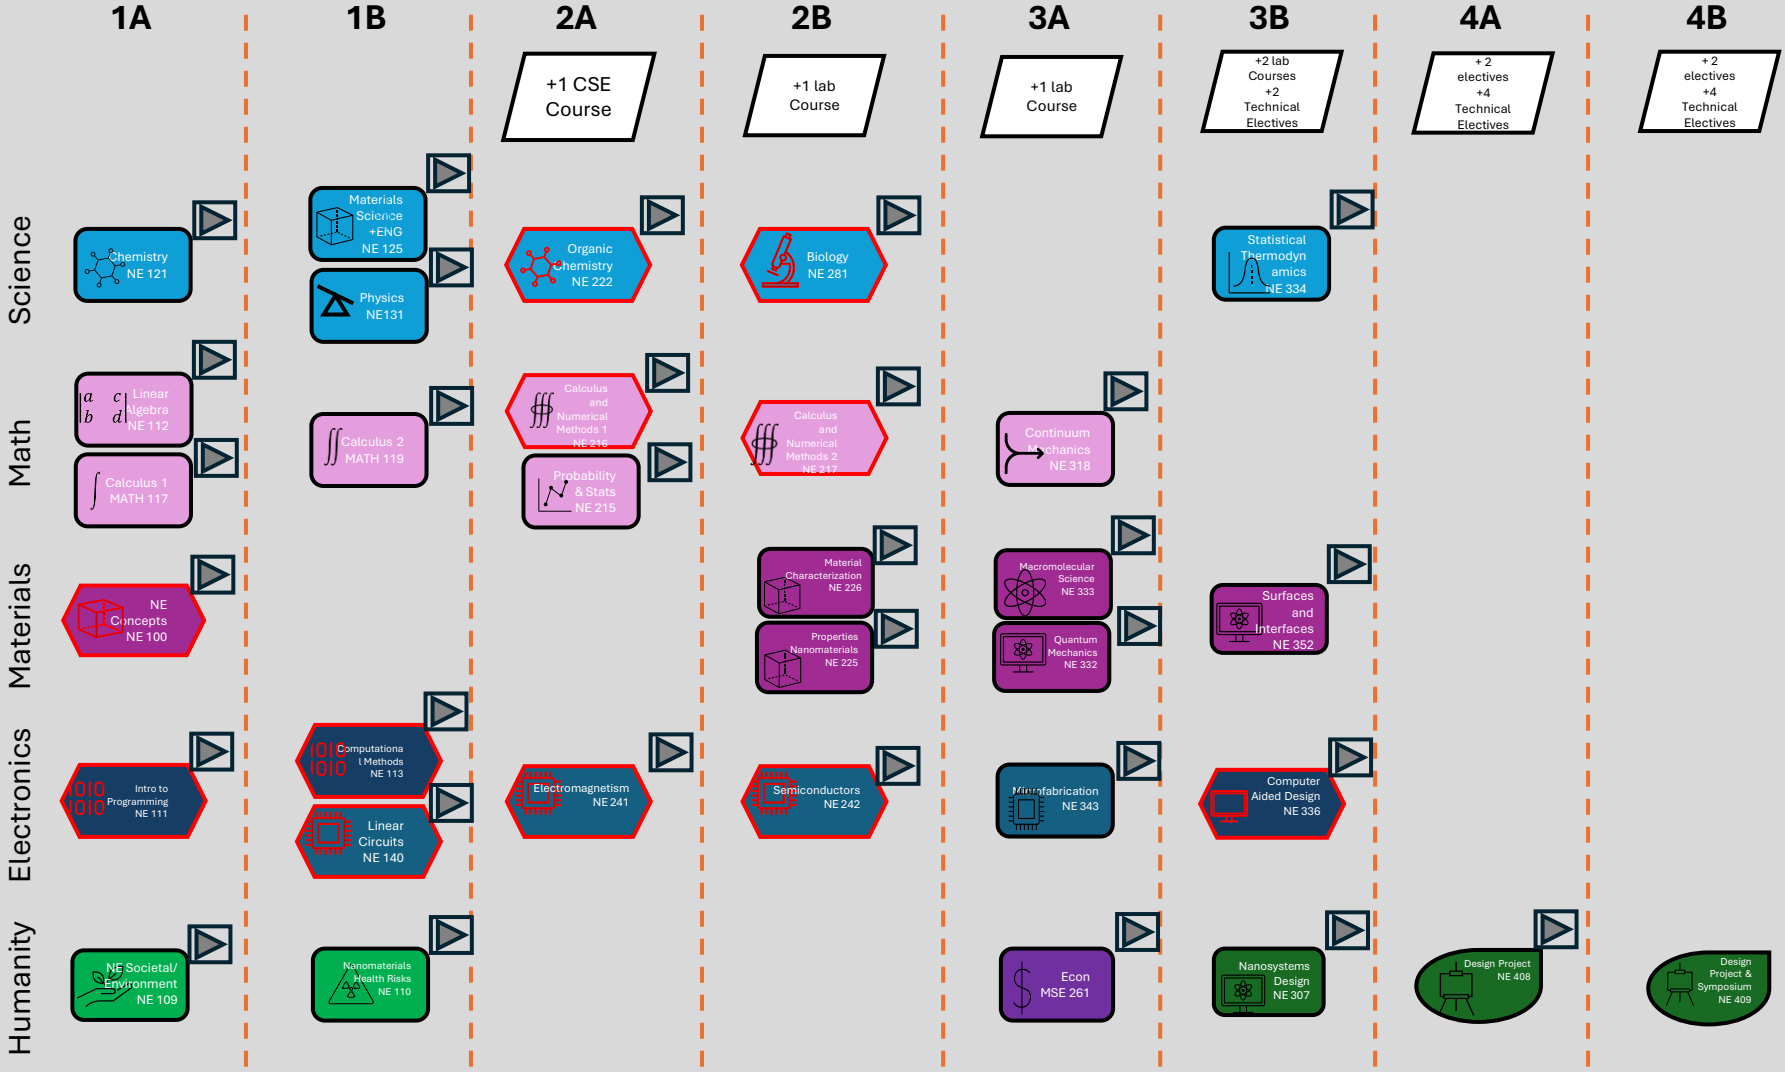 1A
1B
2A
2B
3A
3B
4A
4B
+1 CSE
Course
+1 lab
Course
+1 lab
Course
+2 lab
Courses
+2
Technical
Electives
+ 2
electives
+4
Technical
Electives
+ 2
electives
+4
Technical
Electives
Science
Chemistry
NE 121
Materials
Science
+ENG
NE 125
Physics
NE131
Organic
Chemistry
NE 222
Biology
NE 281
Statistical
Thermodyn
amics
NE 334
Math
a c
b d
Linear
Algebra
NE 112
Calculus 1
MATH 117
Calculus 2
MATH 119
Calculus
and
Numerical
Methods 1
NE 216
Probability
& Stats
NE 215
Calculus
and
Numerical
Methods 2
NE 217
Continuum
Mechanics
NE 318
Materials
NE
Concepts
NE 100
Material
Characterization
NE 226
Properties
Nanomaterials
NE 225
Macromolecular
Science
NE 333
Quantum
Mechanics
NE 332
Surfaces
and
Interfaces
NE 352
Electronics
1010
1010
Intro to
Programming
NE 111
1010
1010
Computationa
l Methods
NE 113
Linear
Circuits
NE 140
Electromagnetism
NE 241
Semiconductors
NE 242
Microfabrication
NE 343
Computer
Aided Design
NE 336
Humanity
NE Societal/
Environment
NE 109
Nanomaterials
Health Risks
NE 110
$
Econ
MSE 261
Nanosystems
Design
NE 307
Design Project
NE 408
Design
Project &
Symposium
NE 409